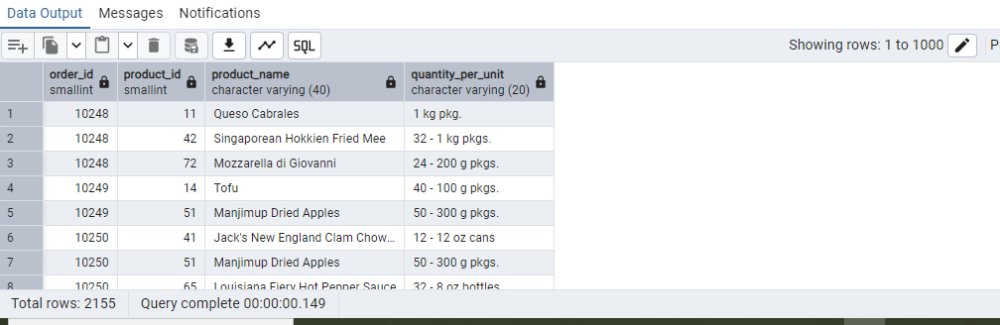 Data Output Messages Notifications
SQL Showing rows: 1 to 1000 P
order_id product_id product_name quantity_per_unit
smallint smallint character varying (40) character varying (20)
1 10248 11 Queso Cabrales 1 kg pkg.
2 10248 42 Singaporean Hokkien Fried Mee 32 - 1 kg pkgs.
3 10248 72 Mozzarella di Giovanni 24 - 200 g pkgs.
4 10249 14 Tofu 40 - 100 g pkgs.
5 10249 51 Manjimup Dried Apples 50 - 300 g pkgs.
6 10250 41 Jack's New England Clam Chow... 12 - 12 oz cans
7 10250 51 Manjimup Dried Apples 50 - 300 g pkgs.
8 10250 65 Louisiana Fiery Hot Pepper Sauce 32 - 8 oz bottles
Total rows: 2155 Query complete 00:00:00.149